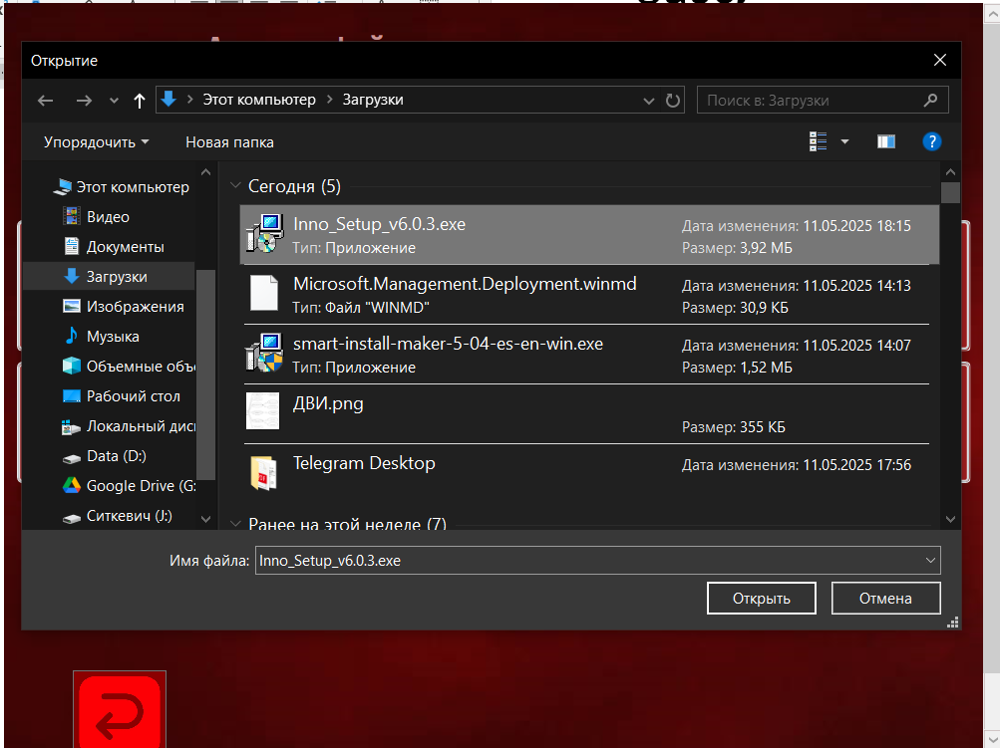 Открытие
Этот компьютер
Загрузки
Поиск в: Загрузки
Упорядочить
Новая папка
Этот компьютер
Видео
Документы
Загрузки
Изображения
Музыка
Объемные объ
Рабочий стол
Локальный дис
Data (D:)
Google Drive (G:
Ситкевич (J:)
Сегодня (5)
Inno_Setup_v6.0.3.exe
Дата изменения: 11.05.2025 18:15
Тип: Приложение
Размер: 3,92 МБ
Microsoft.Management.Deployment.winmd
Дата изменения: 11.05.2025 14:13
Тип: Файл "WINMD"
Размер: 30,9 КБ
smart-install-maker-5-04-es-en-win.exe
Дата изменения: 11.05.2025 14:07
Тип: Приложение
Размер: 1,52 МБ
ДВИ.png
Размер: 355 КБ
Telegram Desktop
Дата изменения: 11.05.2025 17:56
Ранее на этой неделе (7)
Имя файла:
Inno_Setup_v6.0.3.exe
Открыть
Отмена